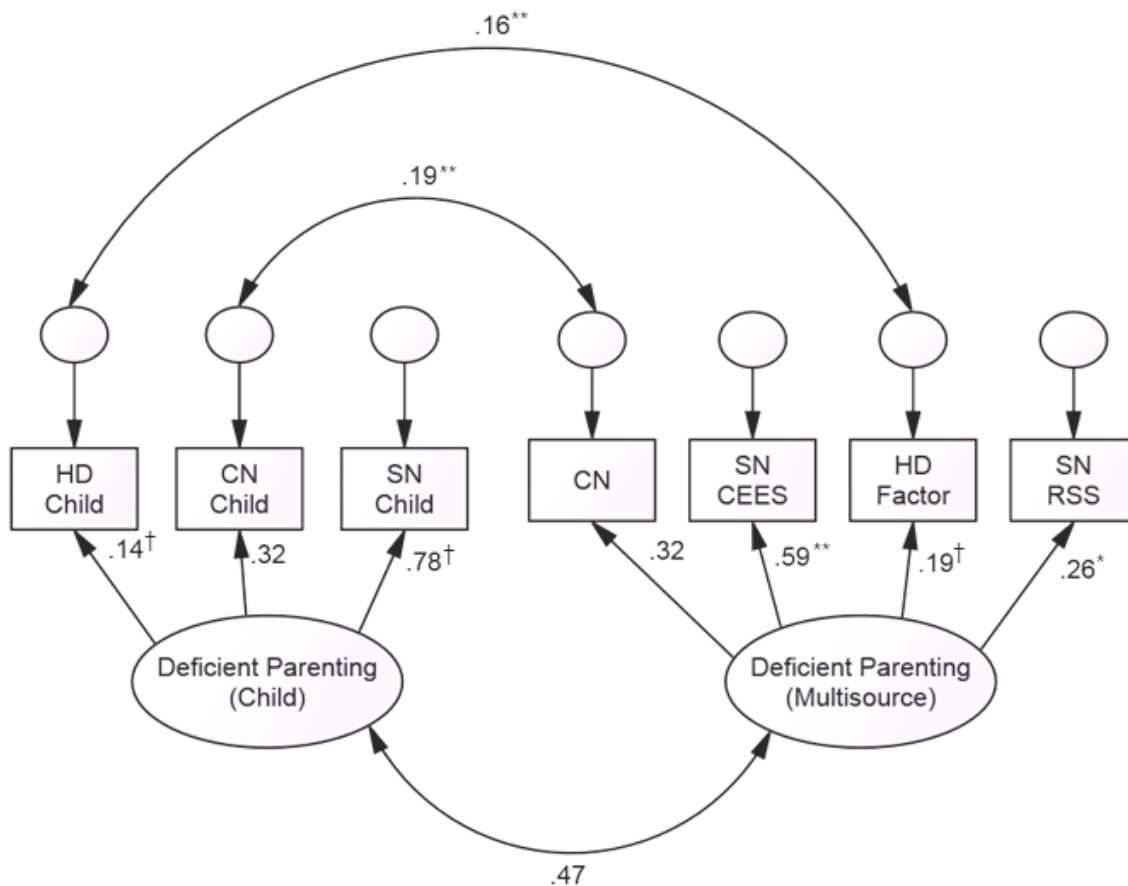 .16**
.19**
HD
Child
CN
Child
SN
Child
CN
SN
CEES
HD
Factor
SN
RSS
.14†
.32
.78†
.32
.59**
.19†
.26*
Deficient Parenting
(Child)
Deficient Parenting
(Multisource)
.47